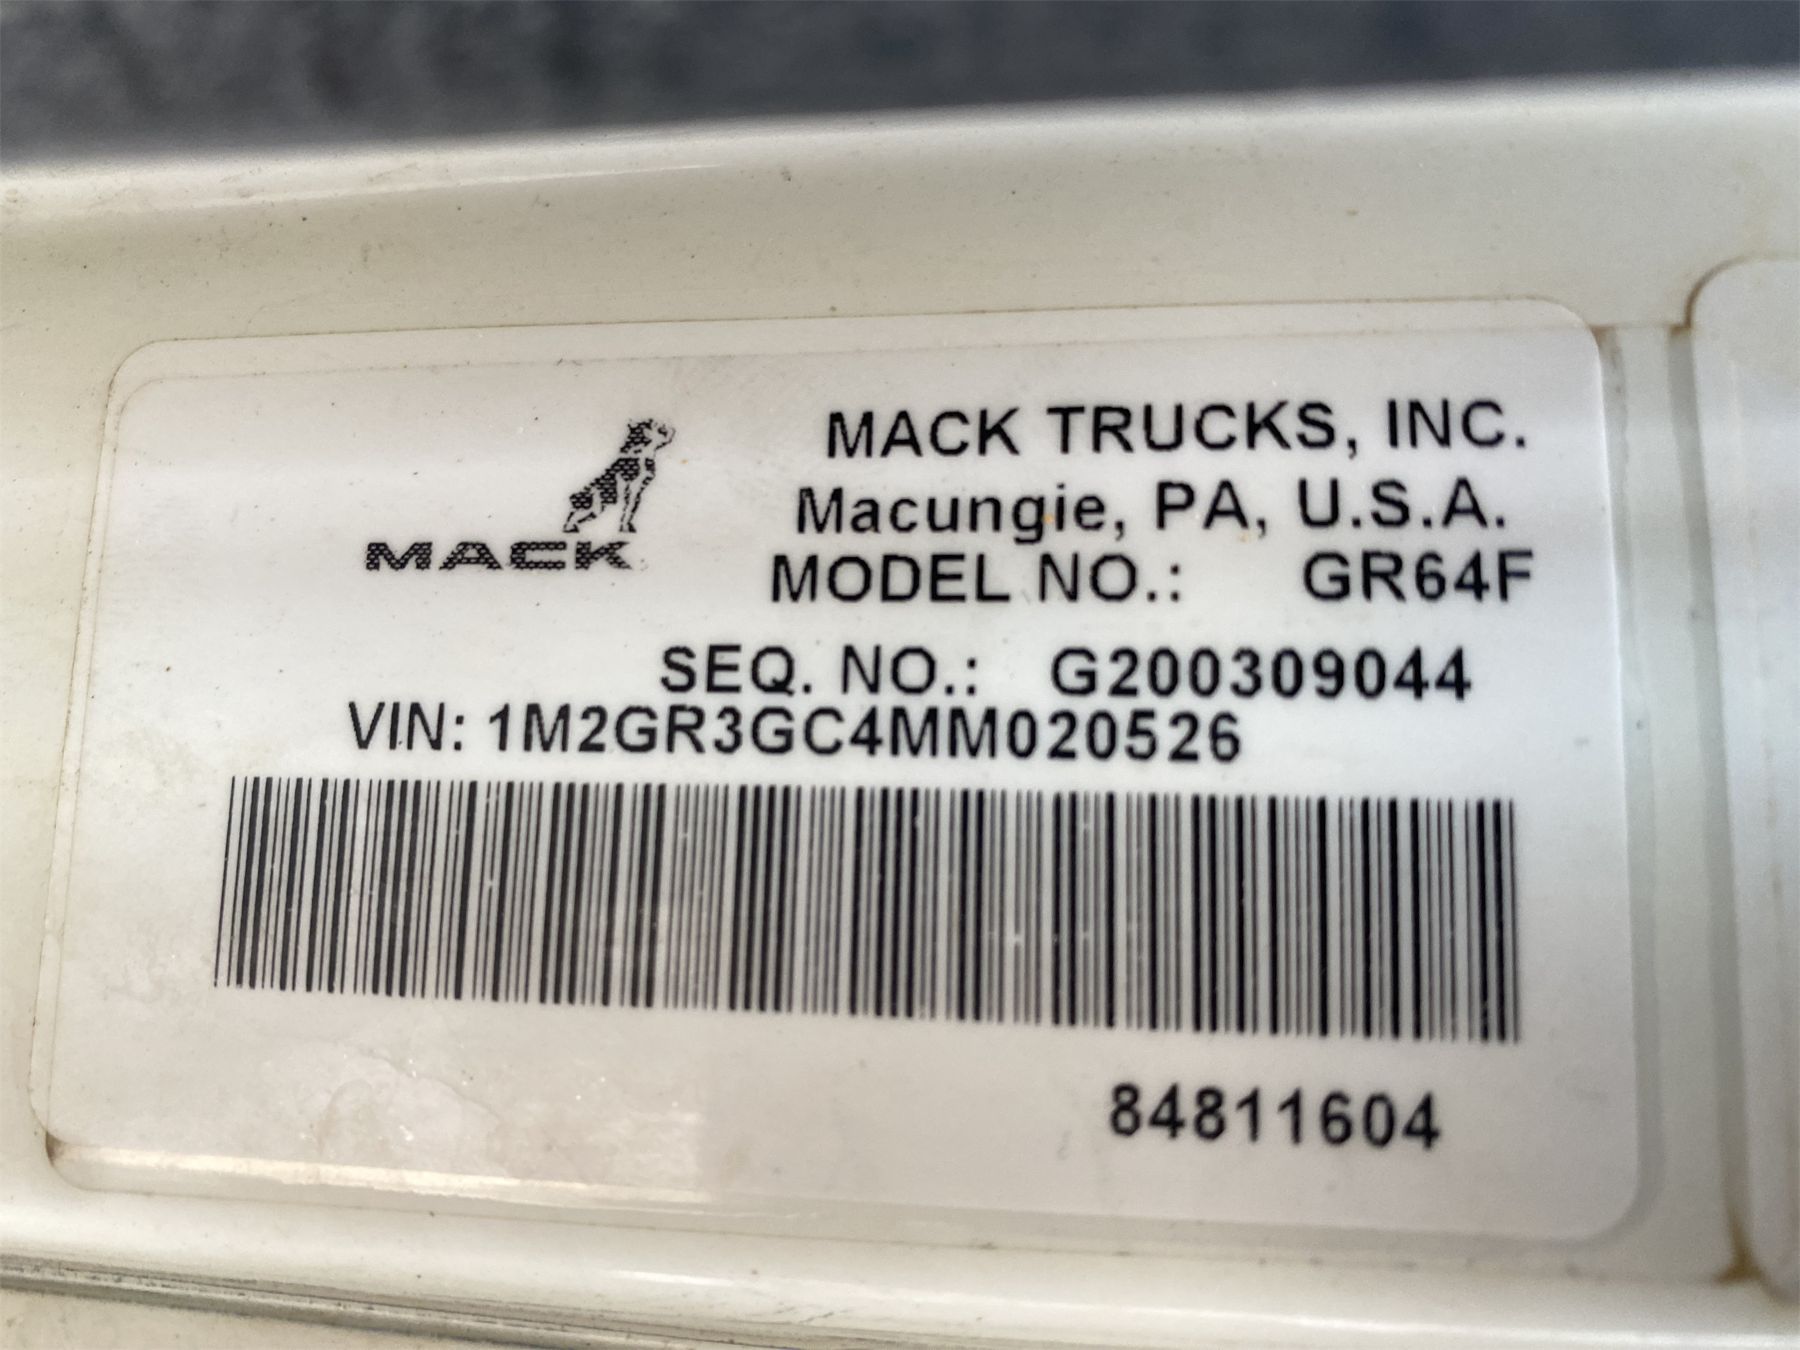 MACK
MACK TRUCKS, INC.
Macungie, PA, U.S.A.
MODEL NO.: GR64F
SEQ. NO.: G200309044
VIN: 1M2GR3GC4MM020526
84811604